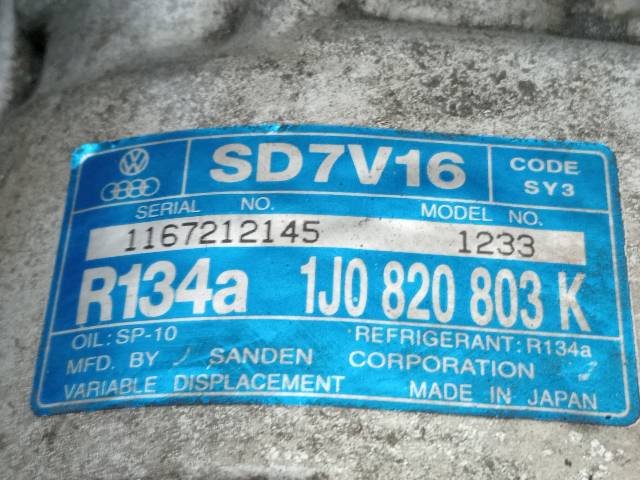 SD7V16
CODE
SY3
SERIAL NO. MODEL NO.
1167212145 1233
R134a 1J0 820 803 K
OIL: SP-10 REFRIGERANT: R134a
MFD. BY SANDEN CORPORATION
VARIABLE DISPLACEMENT MADE IN JAPAN